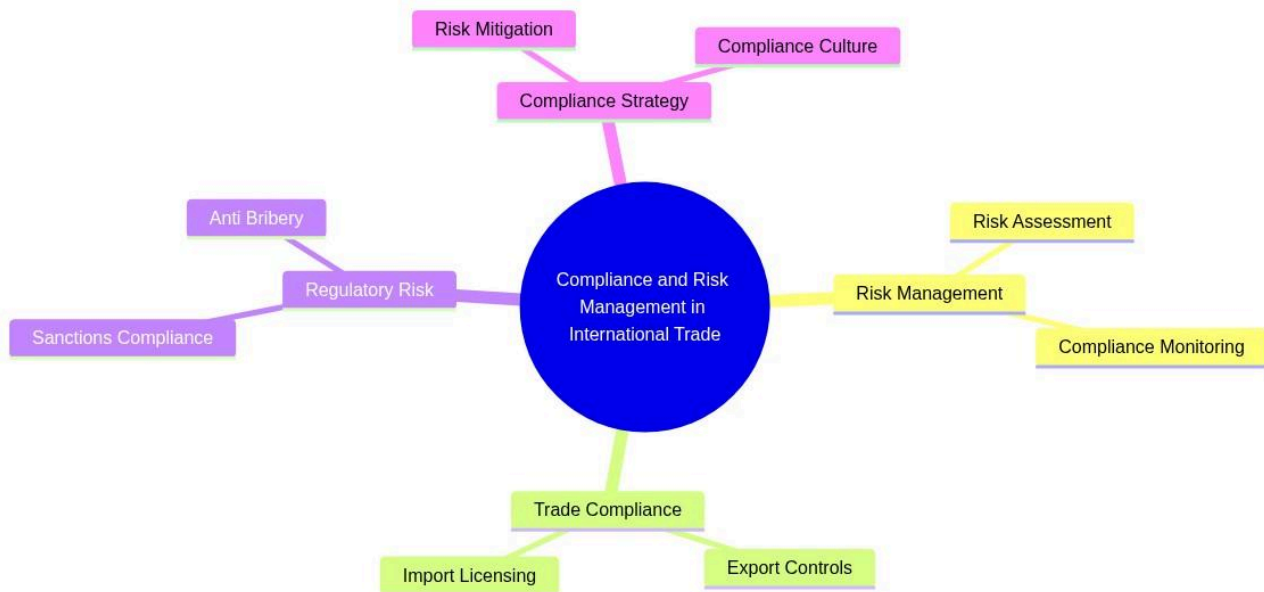 Risk Mitigation
Compliance Culture
Compliance Strategy
Anti Bribery
Risk Assessment
Regulatory Risk
Compliance and Risk
Management in
International Trade
Risk Management
Sanctions Compliance
Compliance Monitoring
Trade Compliance
Import Licensing
Export Controls